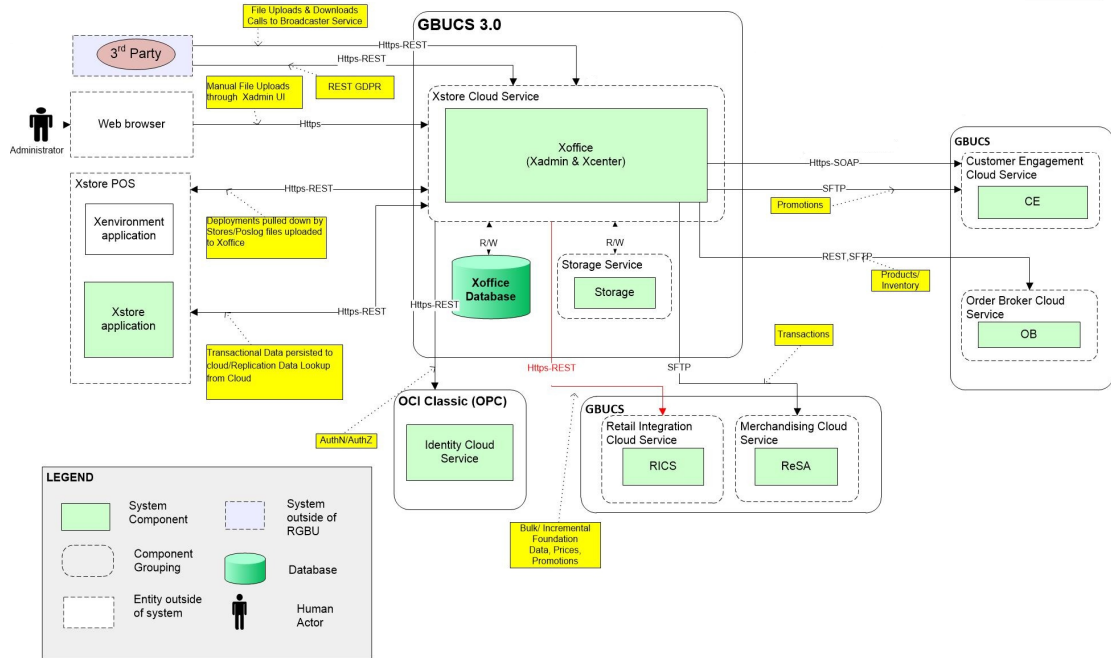 File Uploads & Downloads
Calls to Broadcaster Service
GBUCS 3.0
Https-REST
3rd Party
Https-REST
Manual File Uploads
through Xadmin UI
REST GDPR
Xstore Cloud Service
Web browser
Https
Administrator
Xoffice
(Xadmin & Xcenter)
GBUCS
Https-SOAP
Customer Engagement
Cloud Service
SFTP
CE
Promotions
Xstore POS
Https-REST
Xenvironment
application
Deployments pulled down by
Stores/Poslog files uploaded
to Xoffice
R/W
R/W
REST,SFTP
Storage Service
Storage
Xoffice
Database
Products/
Inventory
Https-REST
Order Broker Cloud
Service
OB
Xstore
application
Https-REST
Transactions
Transactional Data persisted to
cloud/Replication Data Lookup
from Cloud
Https-REST
SFTP
OCI Classic (OPC)
GBUCS
Retail Integration
Cloud Service
Merchandising Cloud
Service
AuthN/AuthZ
Identity Cloud
Service
RICS
ReSA
LEGEND
System
Component
System
outside of
RGBU
Bulk/ Incremental
Foundation
Data, Prices,
Promotions
Component
Grouping
Database
Entity outside
of system
Human
Actor